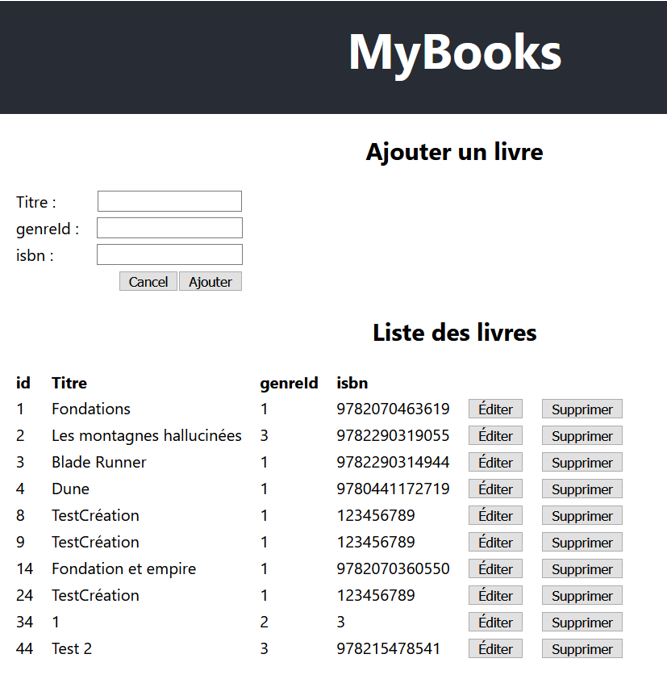 MyBooks
Ajouter un livre
Titre :
genreId :
isbn :
Cancel Ajouter
Liste des livres
id Titre genreId isbn
1 Fondations 1 9782070463619 Éditer Supprimer
2 Les montagnes hallucinées 3 9782290319055 Éditer Supprimer
3 Blade Runner 1 9782290314944 Éditer Supprimer
4 Dune 1 9780441172719 Éditer Supprimer
8 TestCréation 1 123456789 Éditer Supprimer
9 TestCréation 1 123456789 Éditer Supprimer
14 Fondation et empire 1 9782070360550 Éditer Supprimer
24 TestCréation 1 123456789 Éditer Supprimer
34 1 2 3 Éditer Supprimer
44 Test 2 3 978215478541 Éditer Supprimer